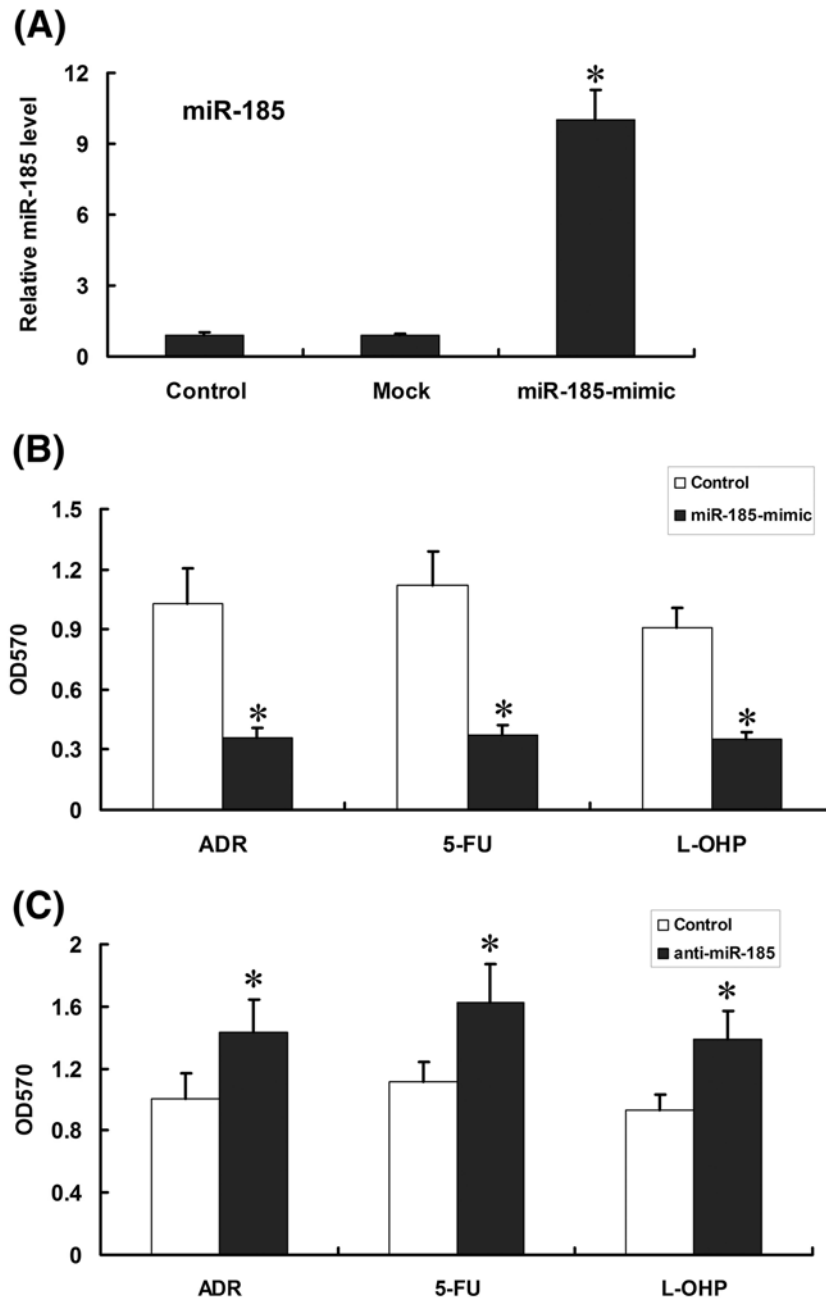 (A)
12
miR-185
*
9
6
3
0
Relative miR-185 level
Control Mock miR-185-mimic
(B)
Control
miR-185-mimic
1.5
1.2
0.9
0.6
0.3
0
OD570
* * *
ADR 5-FU L-OHP
(C)
Control
anti-miR-185
2
1.6
1.2
0.8
0.4
0
OD570
* * *
ADR 5-FU L-OHP